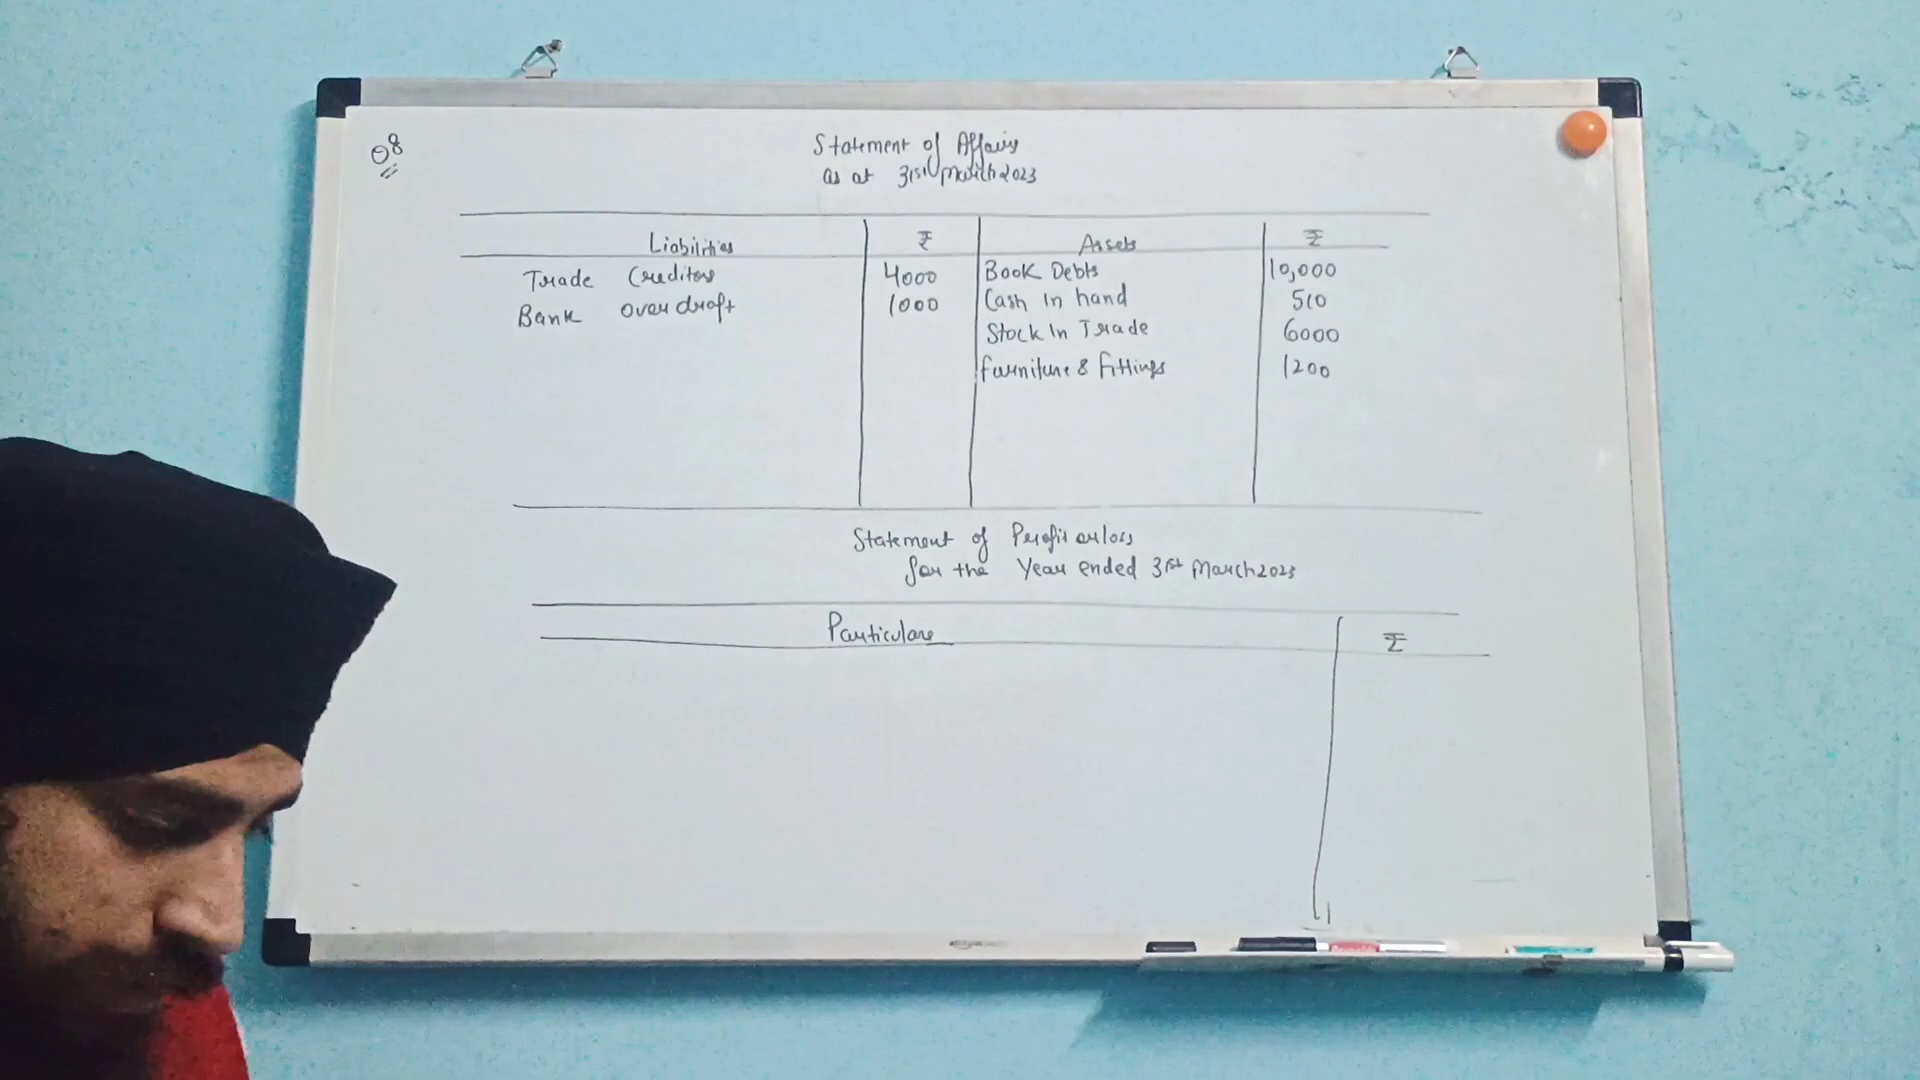 Q8
Statement of Affairs
as at 31st March 2023
Liabilities ₹ Assets ₹
Trade Creditors 4000 Book Debts 10,000
Bank overdraft 1000 Cash In hand 510
Stock In Trade 6000
Furniture & Fittings 1200
Statement of Profit or loss
for the Year ended 31st March 2023
Particulars ₹